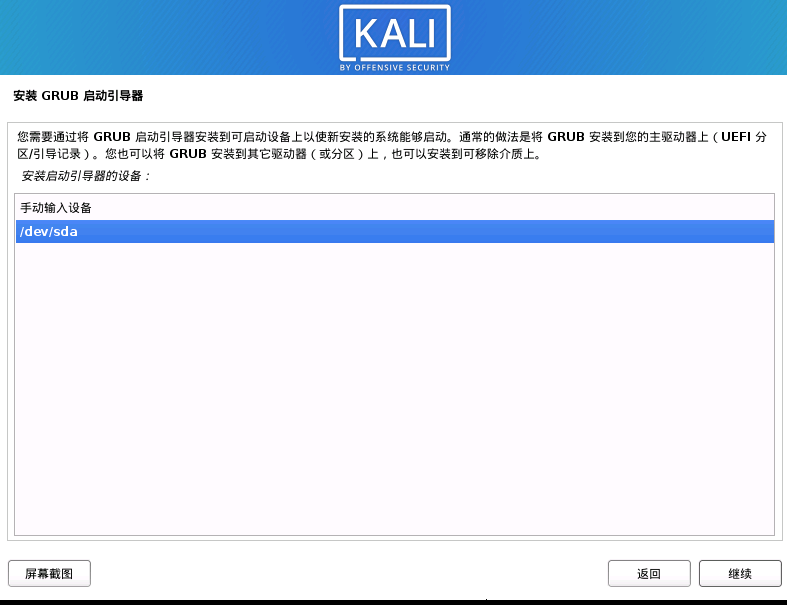 KALI
BY OFFENSIVE SECURITY
安装 GRUB 启动引导器
您需要通过将 GRUB 启动引导器安装到可启动设备上以使新安装的系统能够启动。通常的做法是将 GRUB 安装到您的主驱动器上（UEFI 分
区/引导记录）。您也可以将 GRUB 安装到其它驱动器（或分区）上，也可以安装到可移除介质上。
安装启动引导器的设备：
手动输入设备
/dev/sda
屏幕截图
返回
继续